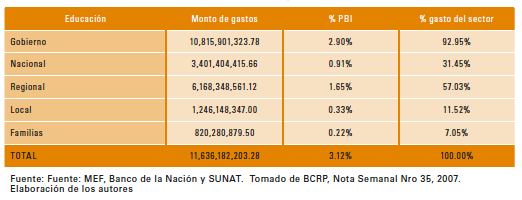 Educación Monto de gastos % PBI % gasto del sector
Gobierno 10,815,901,323.78 2.90% 92.95%
Nacional 3,401,404,415.66 0.91% 31.45%
Regional 6,168,348,561.12 1.65% 57.03%
Local 1,246,148,347.00 0.33% 11.52%
Familias 820,280,879.50 0.22% 7.05%
TOTAL 11,636,182,203.28 3.12% 100.00%
Fuente: Fuente: MEF, Banco de la Nación y SUNAT. Tomado de BCRP, Nota Semanal Nro 35, 2007.
Elaboración de los autores